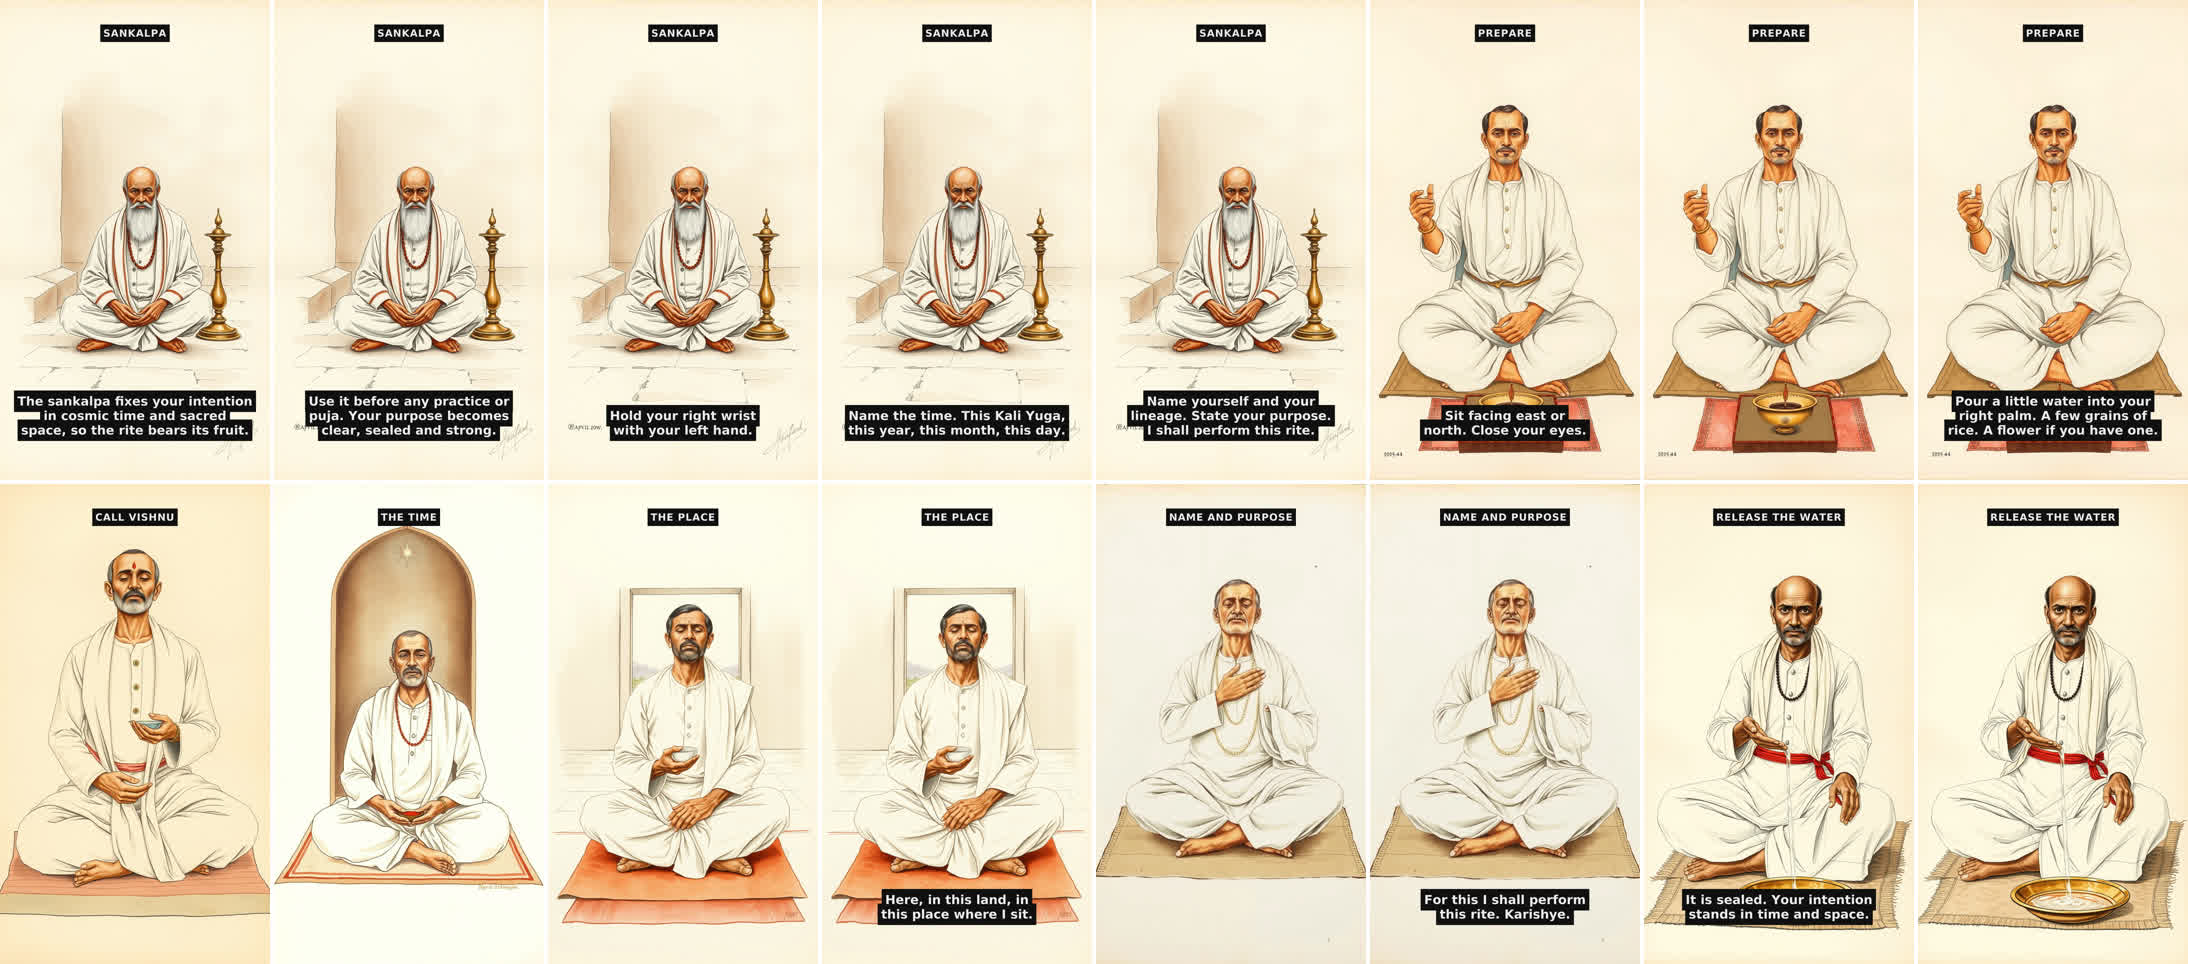 SANKALPA
The sankalpa fixes your intention
in cosmic time and sacred
space, so the rite bears its fruit.
SANKALPA
Use it before any practice or
puja. Your purpose becomes
clear, sealed and strong.
SANKALPA
Hold your right wrist
with your left hand.
SANKALPA
Name the time. This Kali Yuga,
this year, this month, this day.
SANKALPA
Name yourself and your
lineage. State your purpose.
I shall perform this rite.
PREPARE
Sit facing east or
north. Close your eyes.
PREPARE
PREPARE
Pour a little water into your
right palm. A few grains of
rice. A flower if you have one.
CALL VISHNU
THE TIME
THE PLACE
THE PLACE
Here, in this land, in
this place where I sit.
NAME AND PURPOSE
NAME AND PURPOSE
For this I shall perform
this rite. Karishye.
RELEASE THE WATER
It is sealed. Your intention
stands in time and space.
RELEASE THE WATER